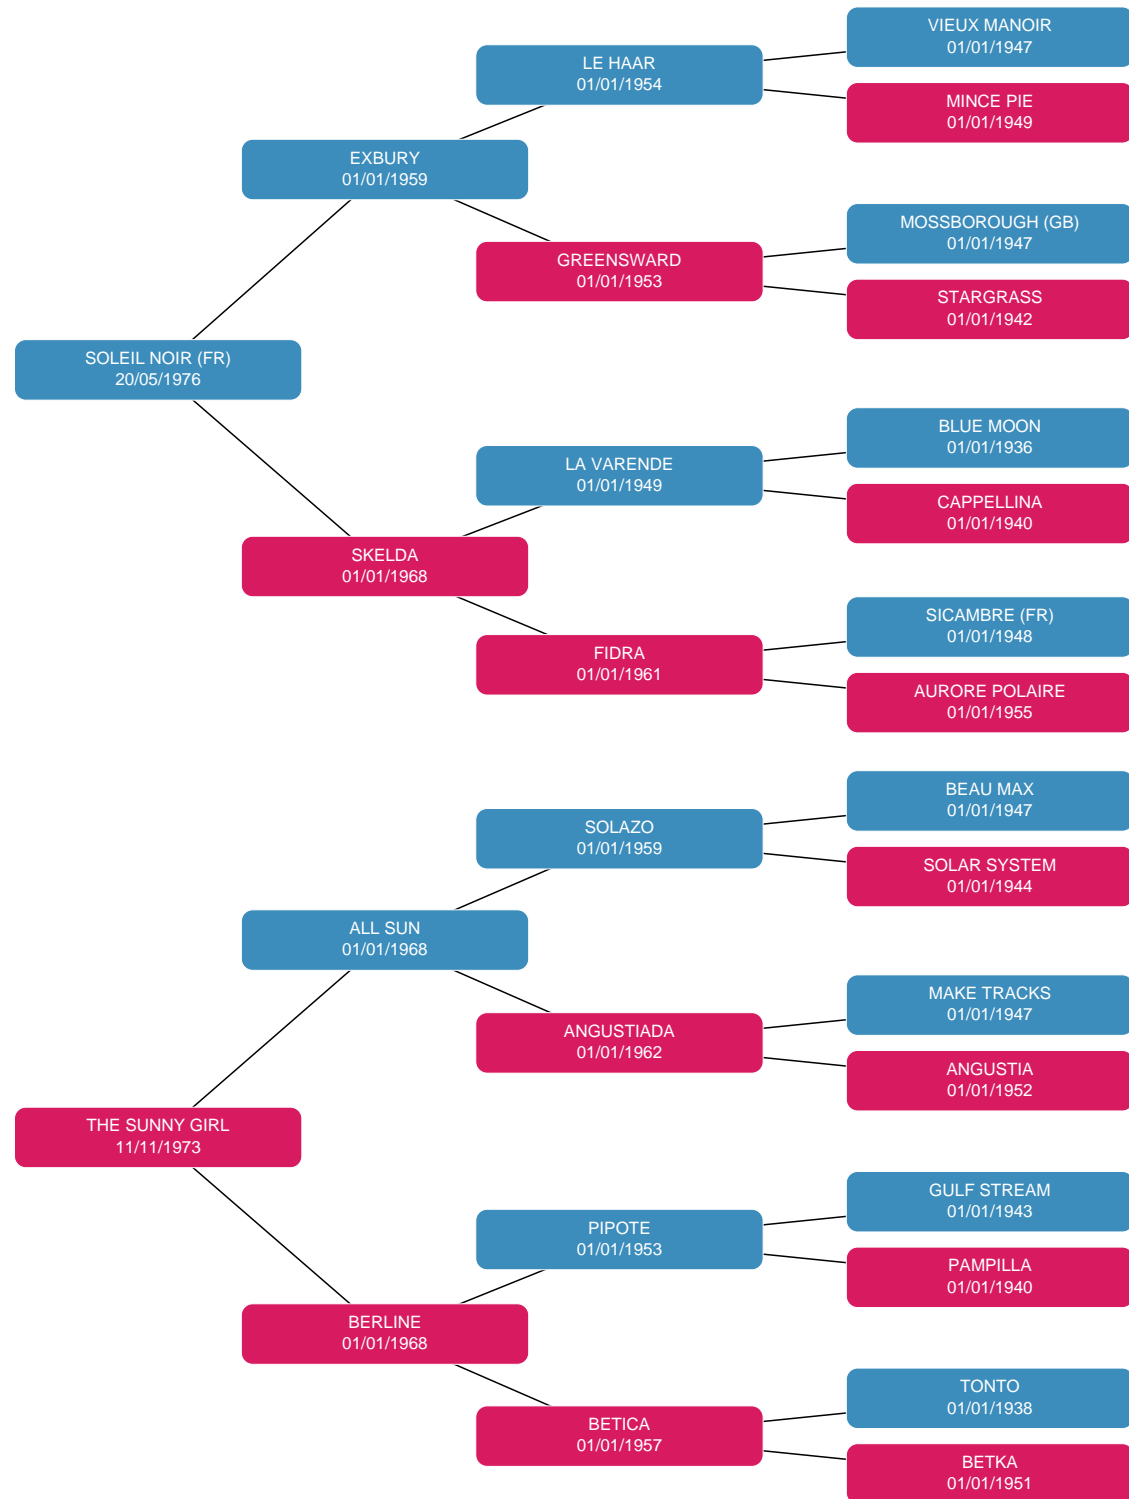 VIEUX MANOIR
01/01/1947
LE HAAR
01/01/1954
MINCE PIE
01/01/1949
EXBURY
01/01/1959
MOSSBOROUGH (GB)
01/01/1947
GREENSWARD
01/01/1953
STARGRASS
01/01/1942
SOLEIL NOIR (FR)
20/05/1976
BLUE MOON
01/01/1936
LA VARENDE
01/01/1949
CAPPELLINA
01/01/1940
SKELDA
01/01/1968
SICAMBRE (FR)
01/01/1948
FIDRA
01/01/1961
AURORE POLAIRE
01/01/1955
BEAU MAX
01/01/1947
SOLAZO
01/01/1959
SOLAR SYSTEM
01/01/1944
ALL SUN
01/01/1968
MAKE TRACKS
01/01/1947
ANGUSTIADA
01/01/1962
ANGUSTIA
01/01/1952
THE SUNNY GIRL
11/11/1973
GULF STREAM
01/01/1943
PIPOTE
01/01/1953
PAMPILLA
01/01/1940
BERLINE
01/01/1968
TONTO
01/01/1938
BETICA
01/01/1957
BETKA
01/01/1951